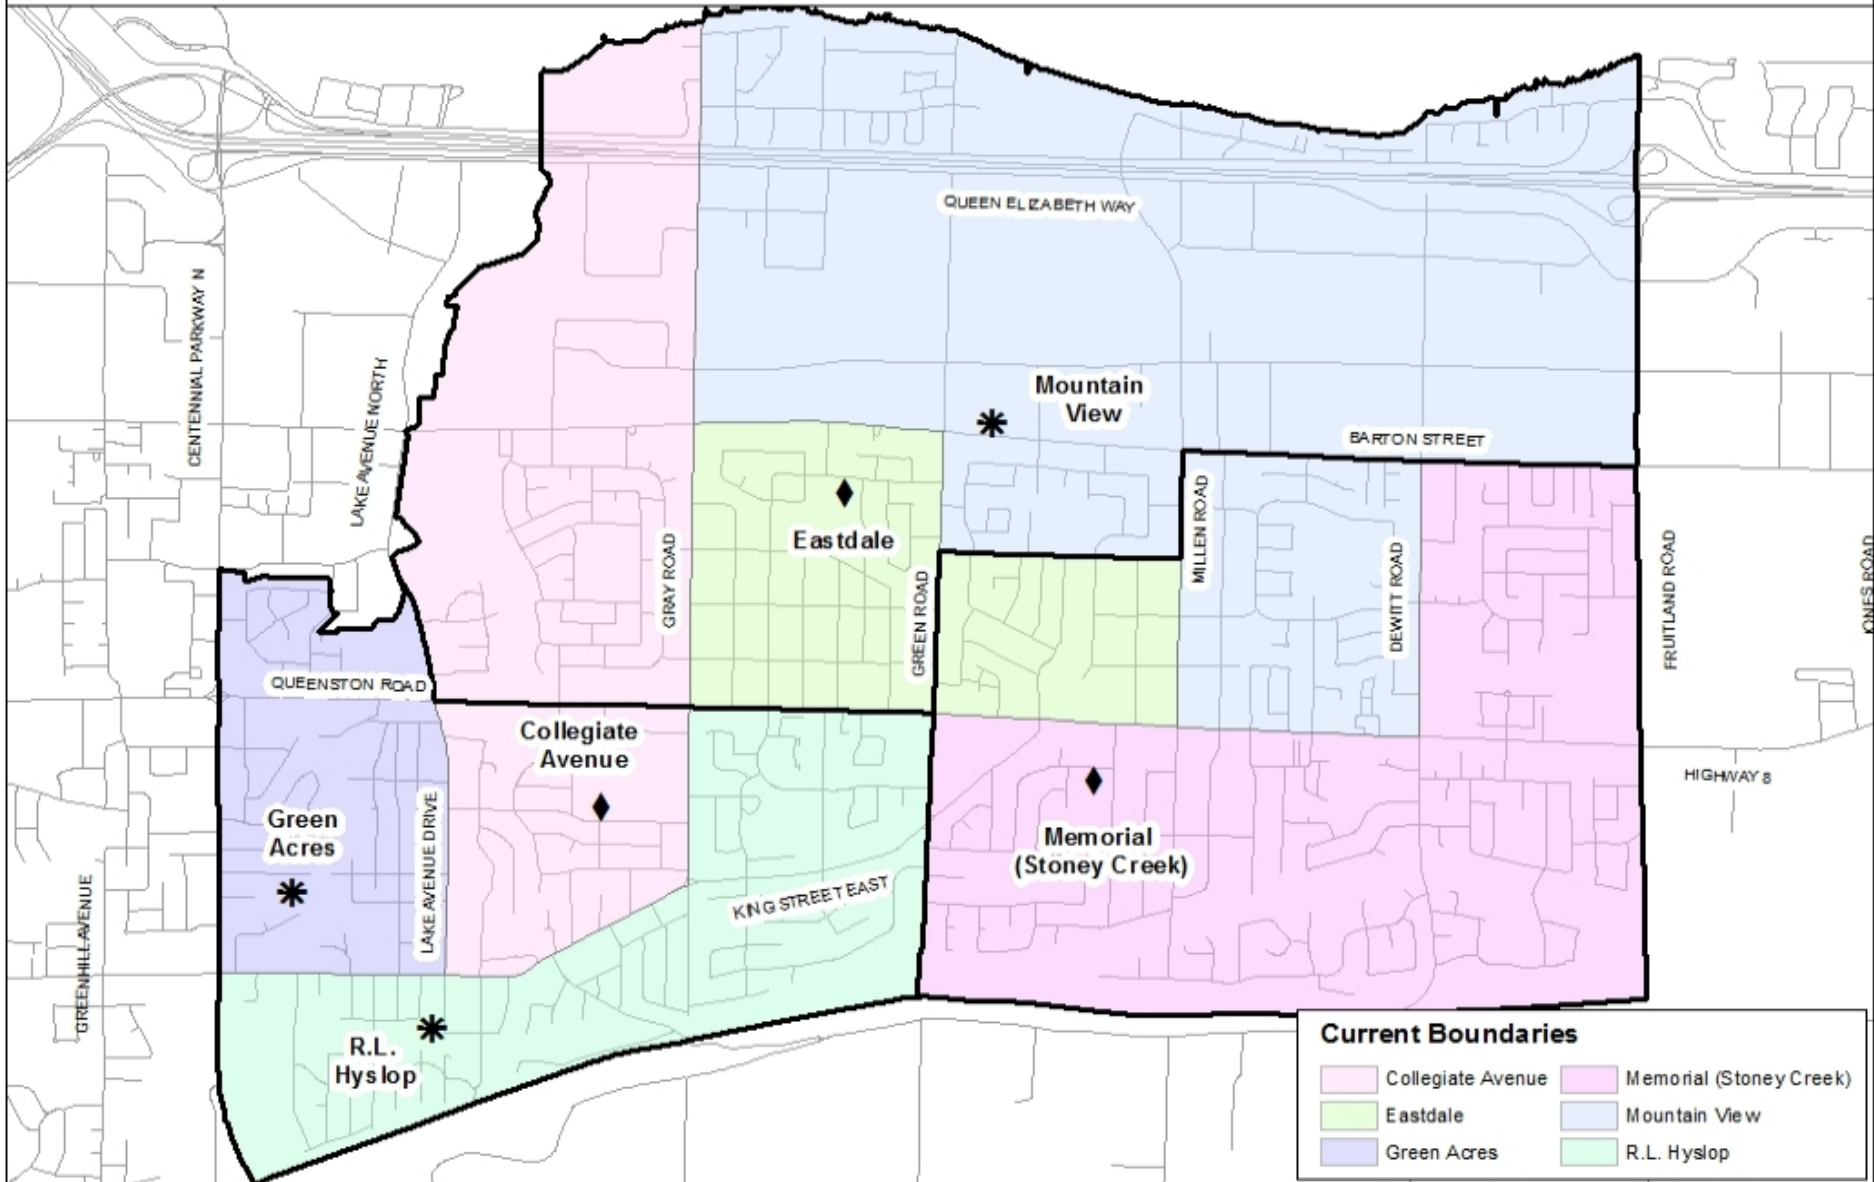 QUEEN ELIZABETH WAY
CENTENNIAL PARKWAY N
LAKE AVENUE NORTH
Mountain
View
BARTON STREET
Eastdale
GRAY ROAD
GREEN ROAD
MILLEN ROAD
DEWITT ROAD
FRUITLAND ROAD
JONES ROAD
QUEENSTON ROAD
Collegiate
Avenue
HIGHWAY 8
Green
Acres
LAKE AVENUE DRIVE
Memorial
(Stoney Creek)
KING STREET EAST
GREENHILL AVENUE
R.L.
Hyslop
Current Boundaries
Collegiate Avenue
Memorial (Stoney Creek)
Eastdale
Mountain View
Green Acres
R.L. Hyslop